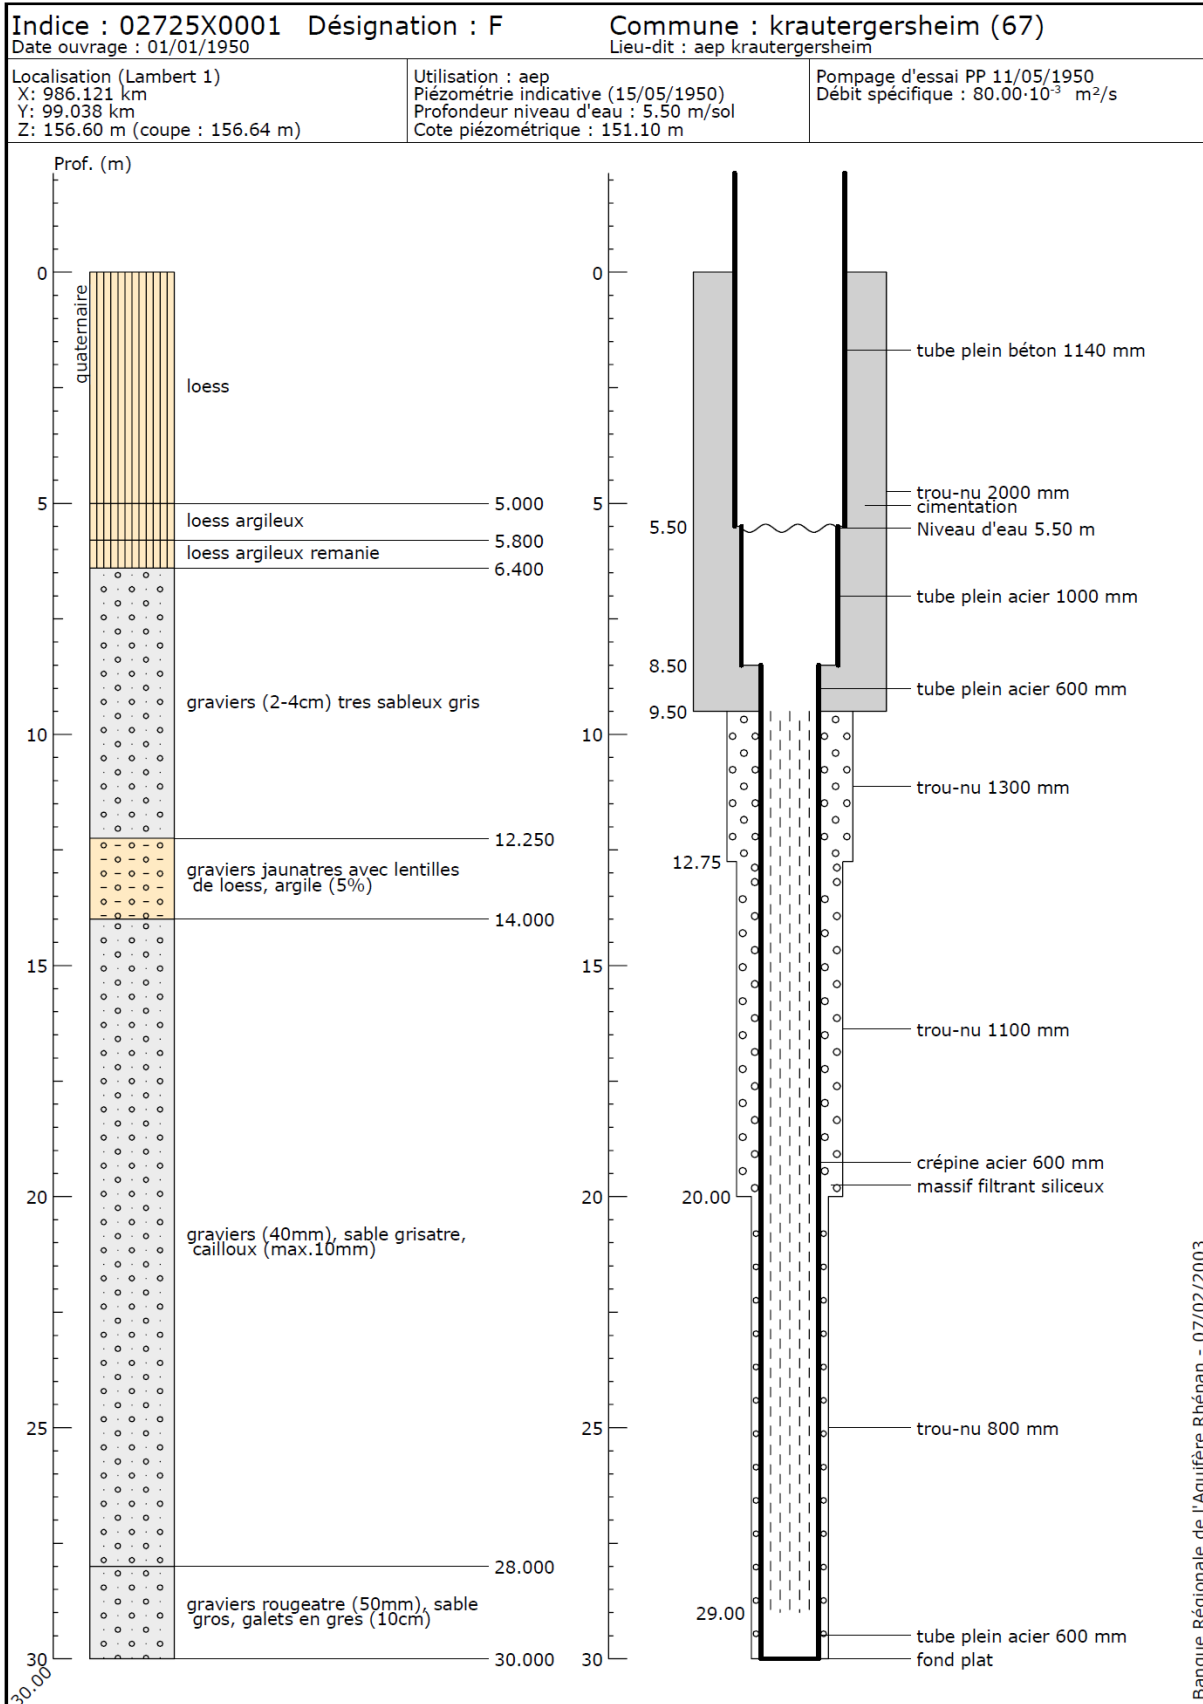 Indice : 02725X0001 Désignation : F
Commune : krautergersheim (67)
Date ouvrage : 01/01/1950
Lieu-dit : aep krautergersheim
Localisation (Lambert 1)
X: 986.121 km
Y: 99.038 km
Z: 156.60 m (coupe : 156.64 m)
Utilisation : aep
Piézométrie indicative (15/05/1950)
Profondeur niveau d'eau : 5.50 m/sol
Cote piézométrique : 151.10 m
Pompage d'essai PP 11/05/1950
Débit spécifique : 80.00·10⁻³ m²/s
Prof. (m)
0
5
10
15
20
25
30
30.00
quaternaire
loess
5.000
loess argileux
5.800
loess argileux remanie
6.400
graviers (2-4cm) tres sableux gris
12.250
graviers jaunatres avec lentilles
de loess, argile (5%)
14.000
graviers (40mm), sable grisatre,
cailloux (max.10mm)
28.000
graviers rougeatre (50mm), sable
gros, galets en gres (10cm)
30.000
0
5
10
15
20
25
30
5.50
8.50
9.50
12.75
20.00
29.00
tube plein béton 1140 mm
trou-nu 2000 mm
cimentation
Niveau d'eau 5.50 m
tube plein acier 1000 mm
tube plein acier 600 mm
trou-nu 1300 mm
trou-nu 1100 mm
crépine acier 600 mm
massif filtrant siliceux
trou-nu 800 mm
tube plein acier 600 mm
fond plat
Banque Régionale de l'Aquifère Rhénan - 07/02/2003